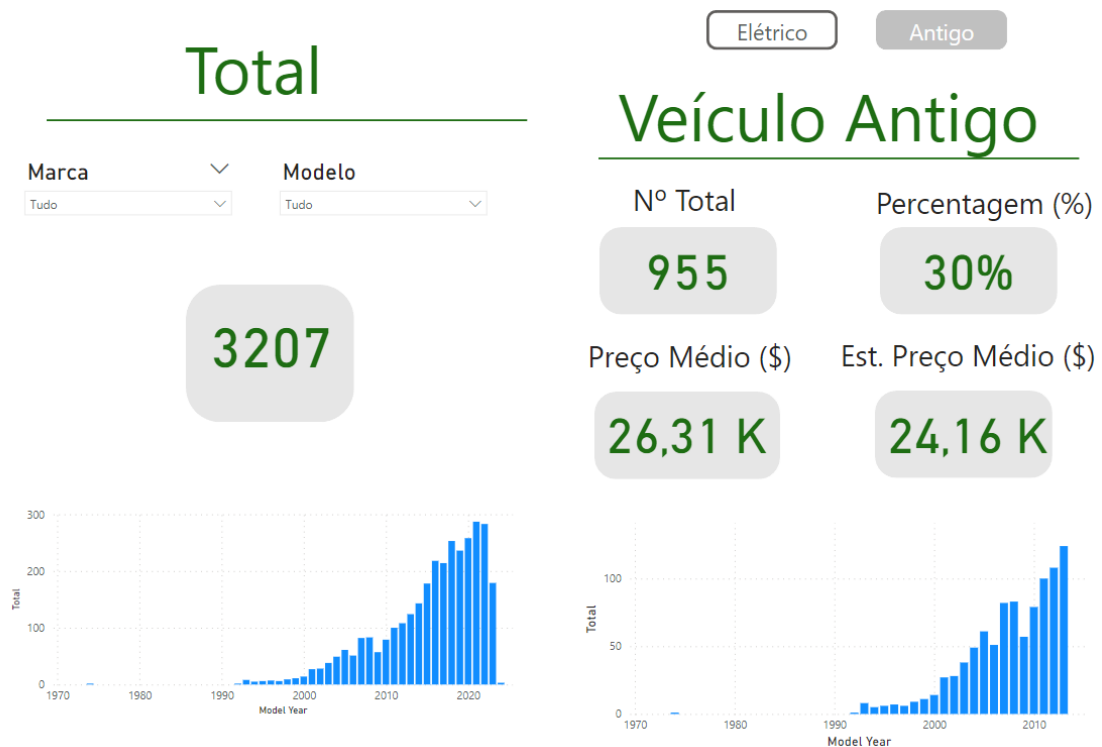 Total
Marca
Modelo
Tudo
Tudo
3207
300
200
100
0
Total
1970 1980 1990 2000 2010 2020
Model Year
Elétrico
Antigo
Veículo Antigo
Nº Total
Percentagem (%)
955
30%
Preço Médio ($)
Est. Preço Médio ($)
26,31 K
24,16 K
100
50
0
Total
1970 1980 1990 2000 2010
Model Year